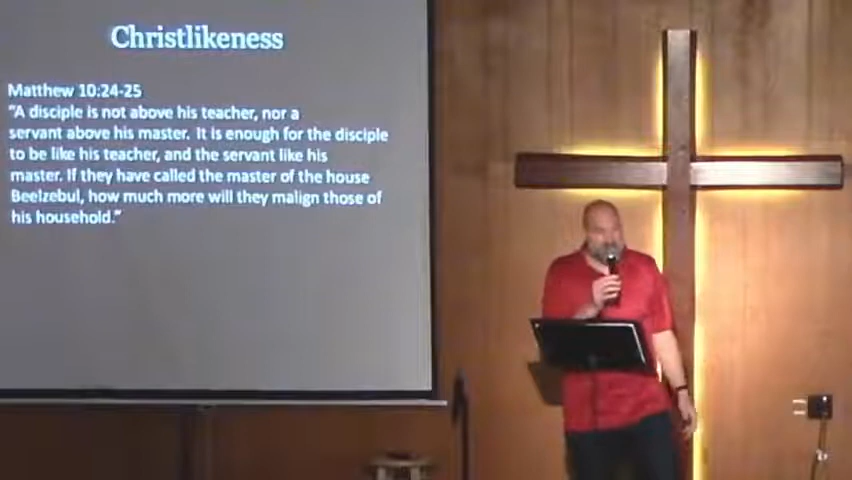 Christlikeness
Matthew 10:24-25
"A disciple is not above his teacher, nor a
servant above his master. It is enough for the disciple
to be like his teacher, and the servant like his
master. If they have called the master of the house
Beelzebul, how much more will they malign those of
his household."